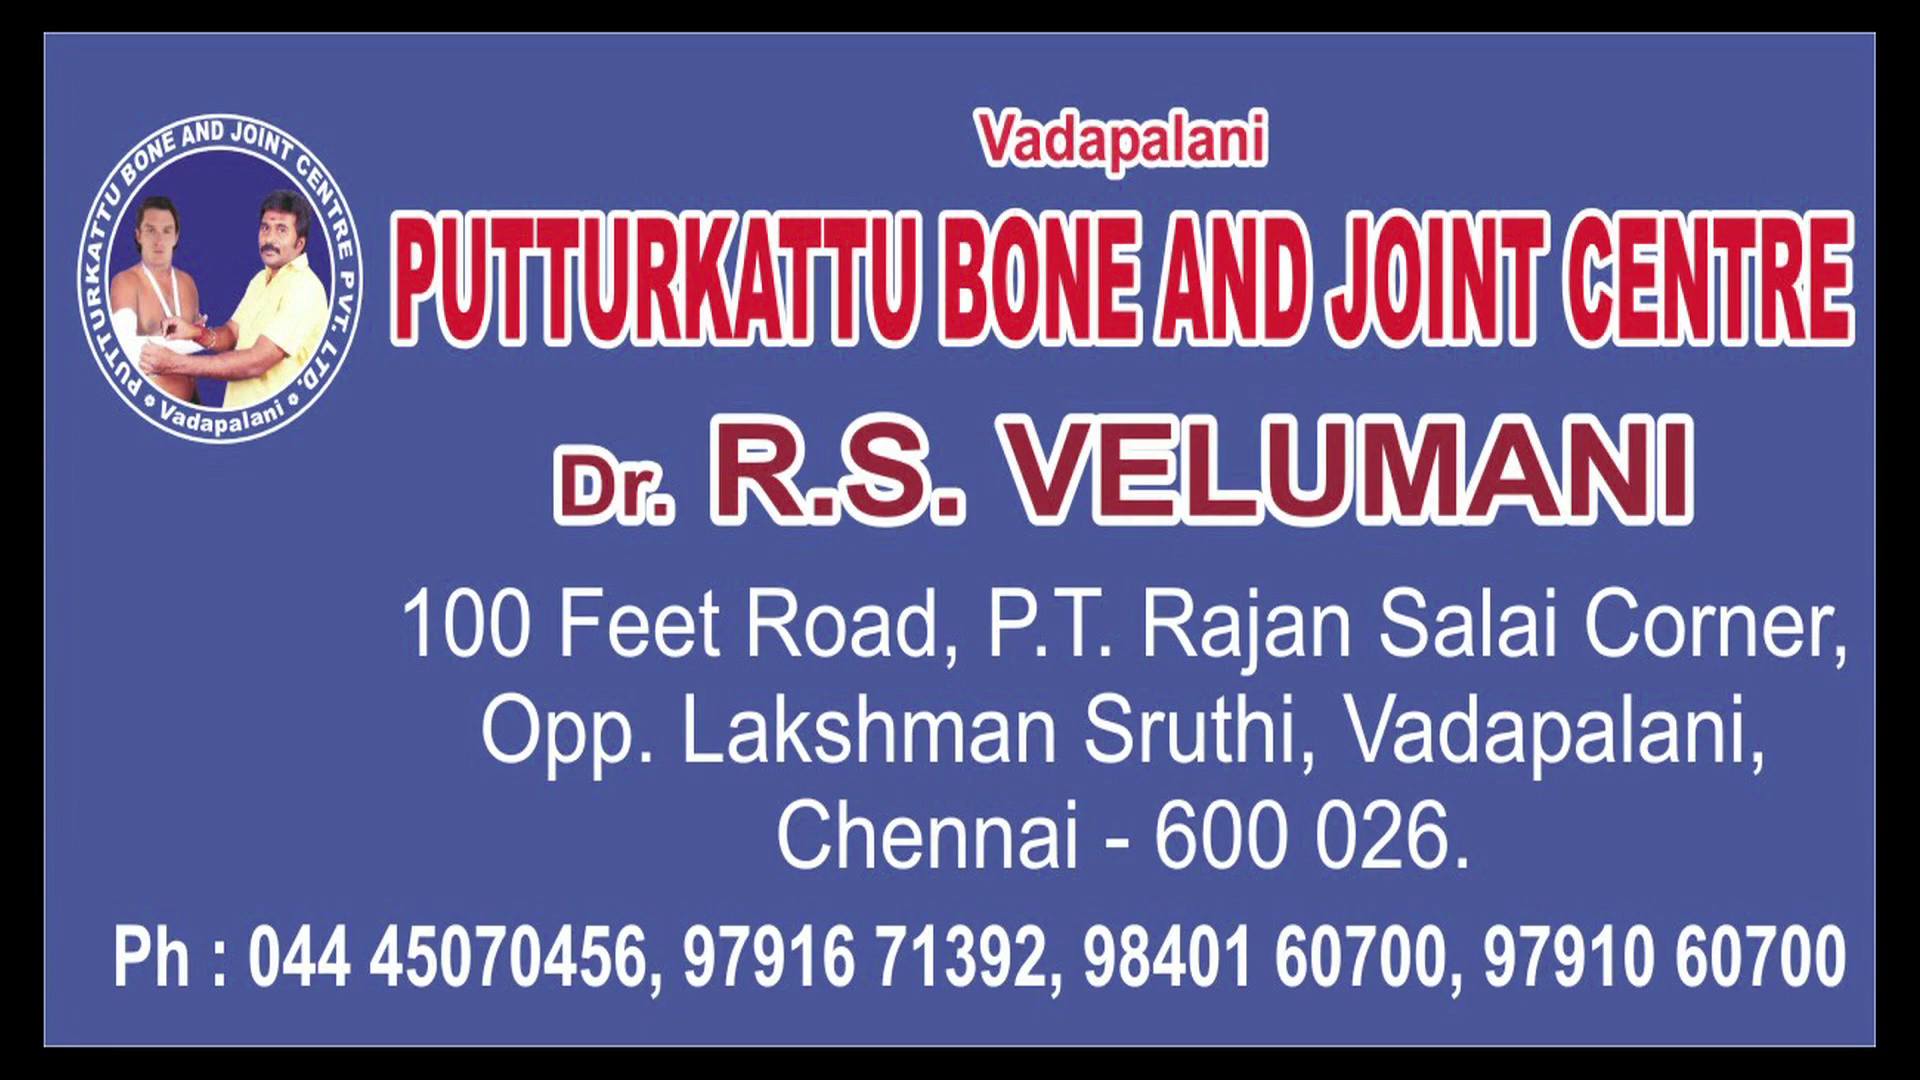 PUTTURKATTU BONE AND JOINT CENTRE PVT. LTD.
Vadapalani
Vadapalani
PUTTURKATTU BONE AND JOINT CENTRE
Dr. R.S. VELUMANI
100 Feet Road, P.T. Rajan Salai Corner,
Opp. Lakshman Sruthi, Vadapalani,
Chennai - 600 026.
Ph : 044 45070456, 97916 71392, 98401 60700, 97910 60700